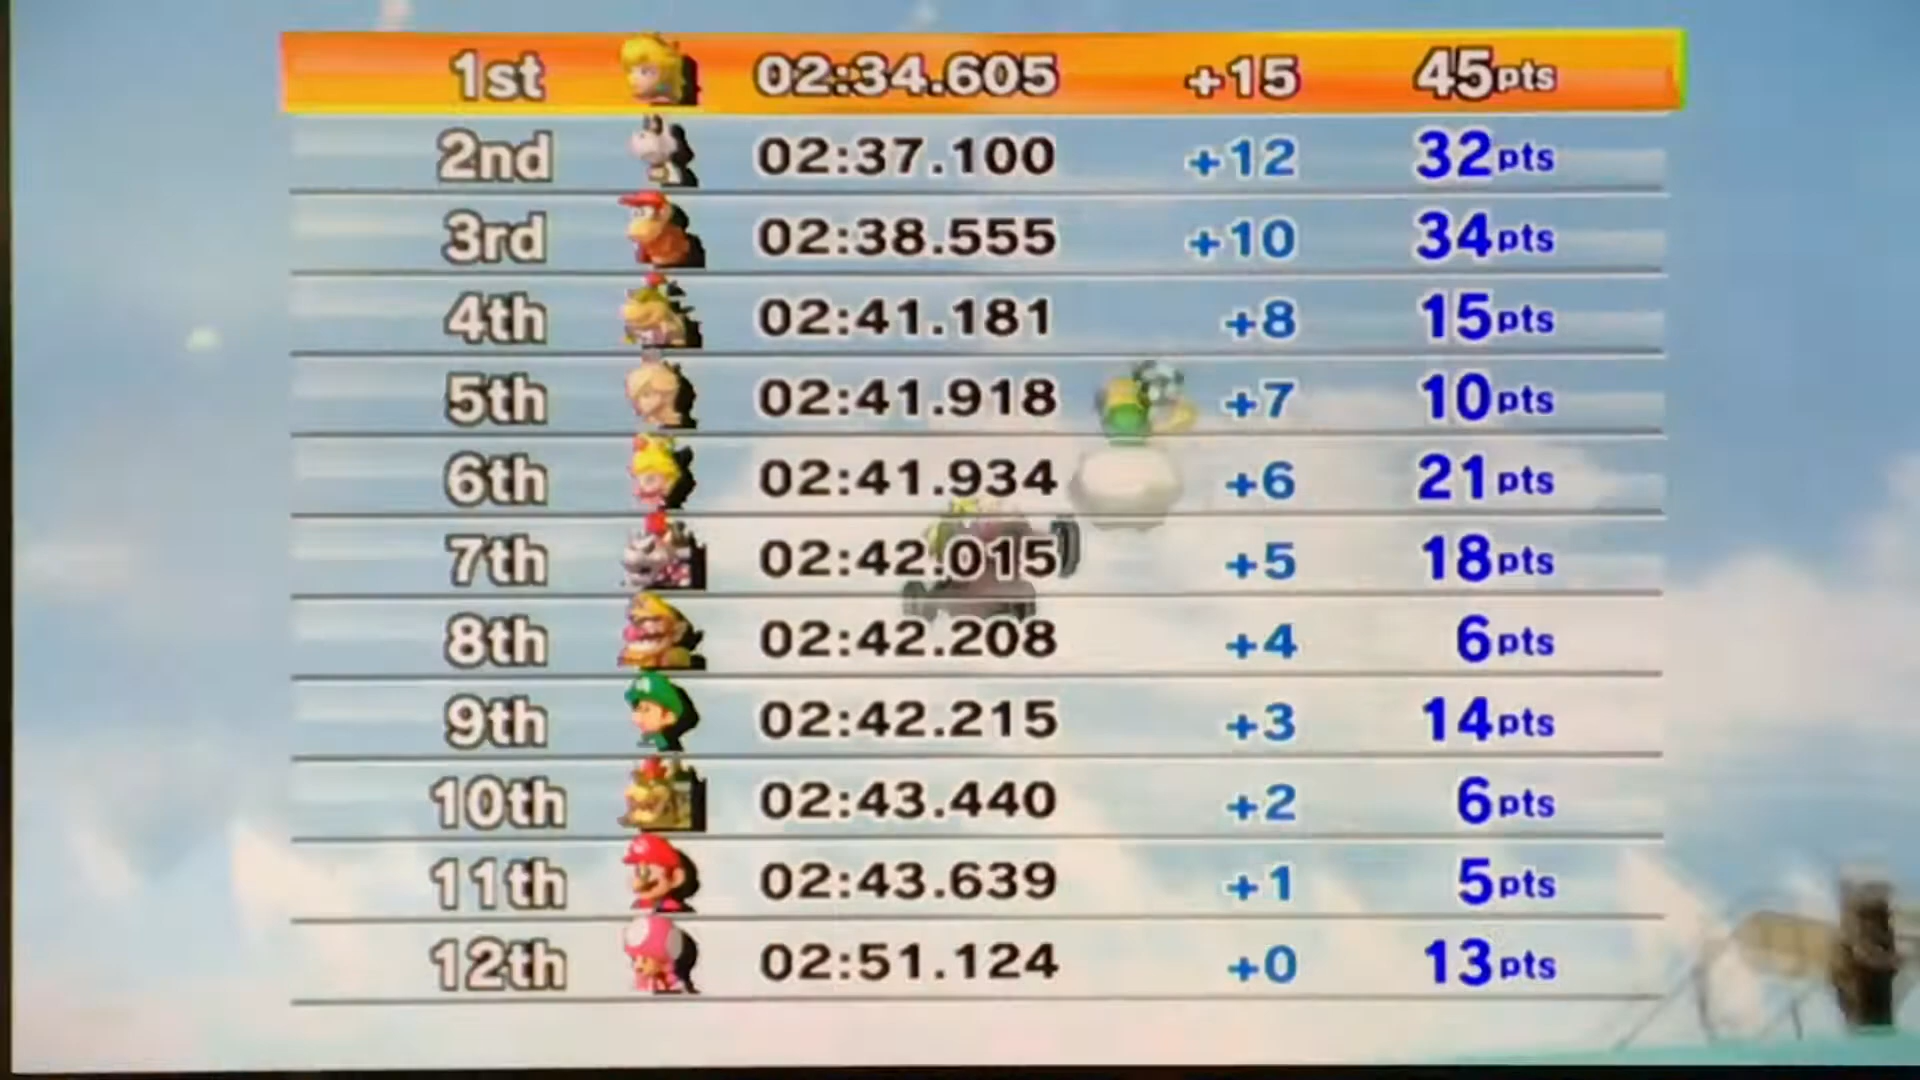 1st 02:34.605 +15 45pts
2nd 02:37.100 +12 32pts
3rd 02:38.555 +10 34pts
4th 02:41.181 +8 15pts
5th 02:41.918 +7 10pts
6th 02:41.934 +6 21pts
7th 02:42.015 +5 18pts
8th 02:42.208 +4 6pts
9th 02:42.215 +3 14pts
10th 02:43.440 +2 6pts
11th 02:43.639 +1 5pts
12th 02:51.124 +0 13pts